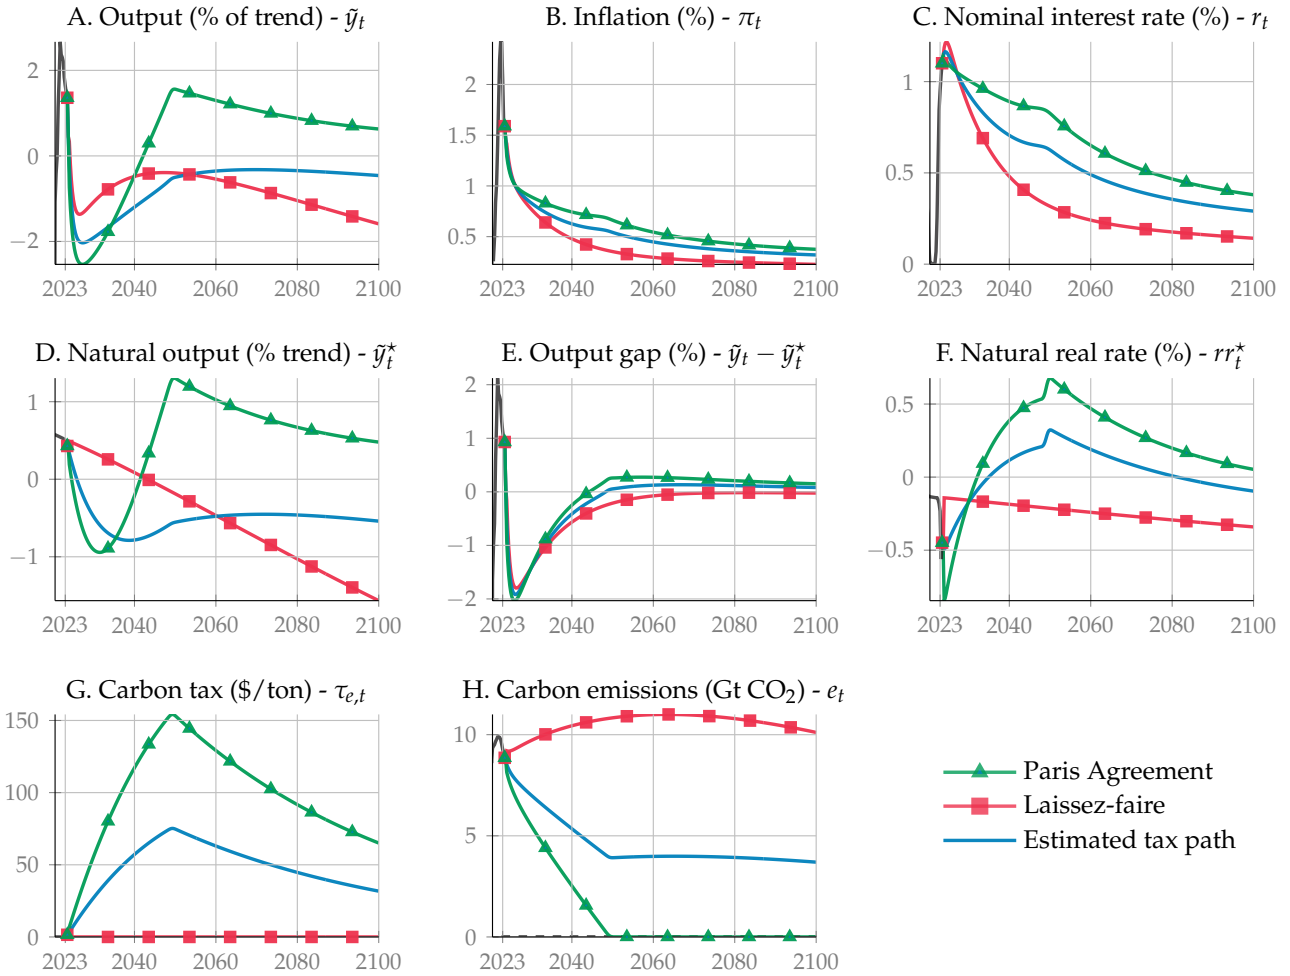 A. Output (% of trend) - ỹt
B. Inflation (%) - πt
C. Nominal interest rate (%) - rt
2
0
−2
2023 2040 2060 2080 2100
2
1.5
1
0.5
2023 2040 2060 2080 2100
1
0.5
0
2023 2040 2060 2080 2100
D. Natural output (% trend) - ỹt⋆
E. Output gap (%) - ỹt − ỹt⋆
F. Natural real rate (%) - rrt⋆
1
0
−1
2023 2040 2060 2080 2100
2
1
0
−1
−2
2023 2040 2060 2080 2100
0.5
0
−0.5
2023 2040 2060 2080 2100
G. Carbon tax ($/ton) - τe,t
H. Carbon emissions (Gt CO2) - et
150
100
50
0
2023 2040 2060 2080 2100
10
5
0
2023 2040 2060 2080 2100
Paris Agreement
Laissez-faire
Estimated tax path